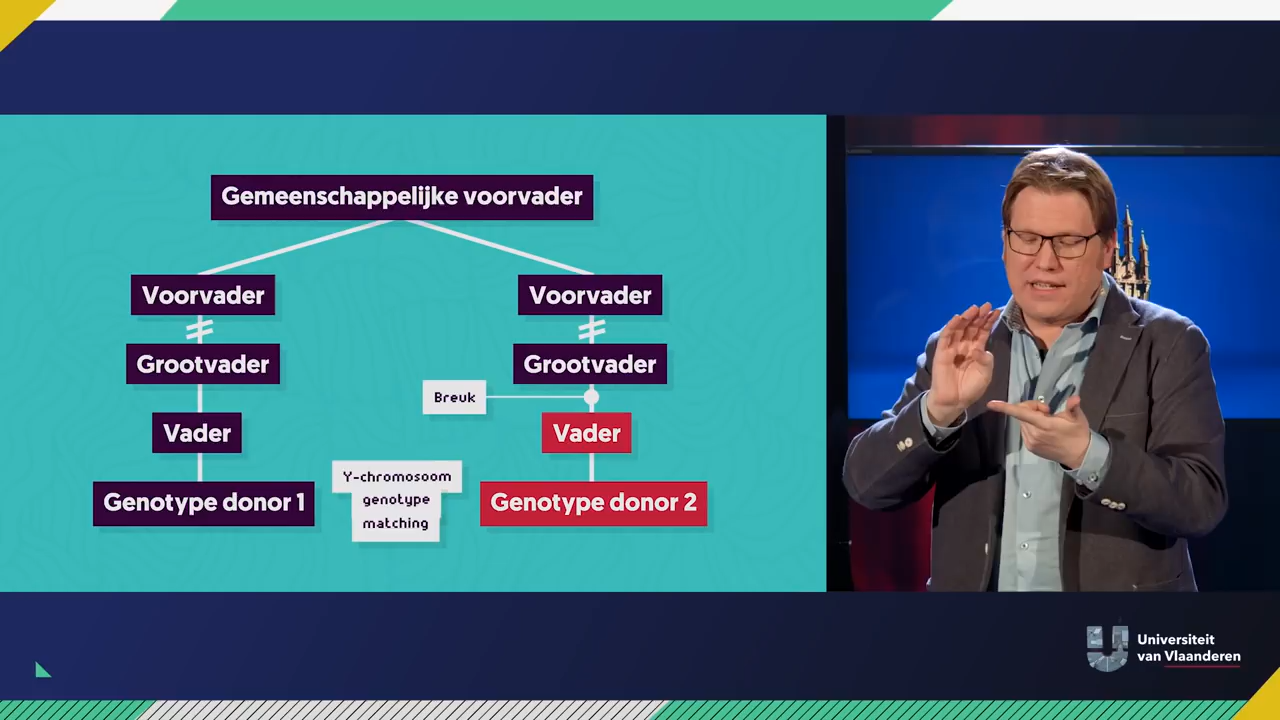 Gemeenschappelijke voorvader
Voorvader
Voorvader
Grootvader
Grootvader
Breuk
Vader
Vader
Y-chromosoom
genotype
matching
Genotype donor 1
Genotype donor 2
Universiteit
van Vlaanderen